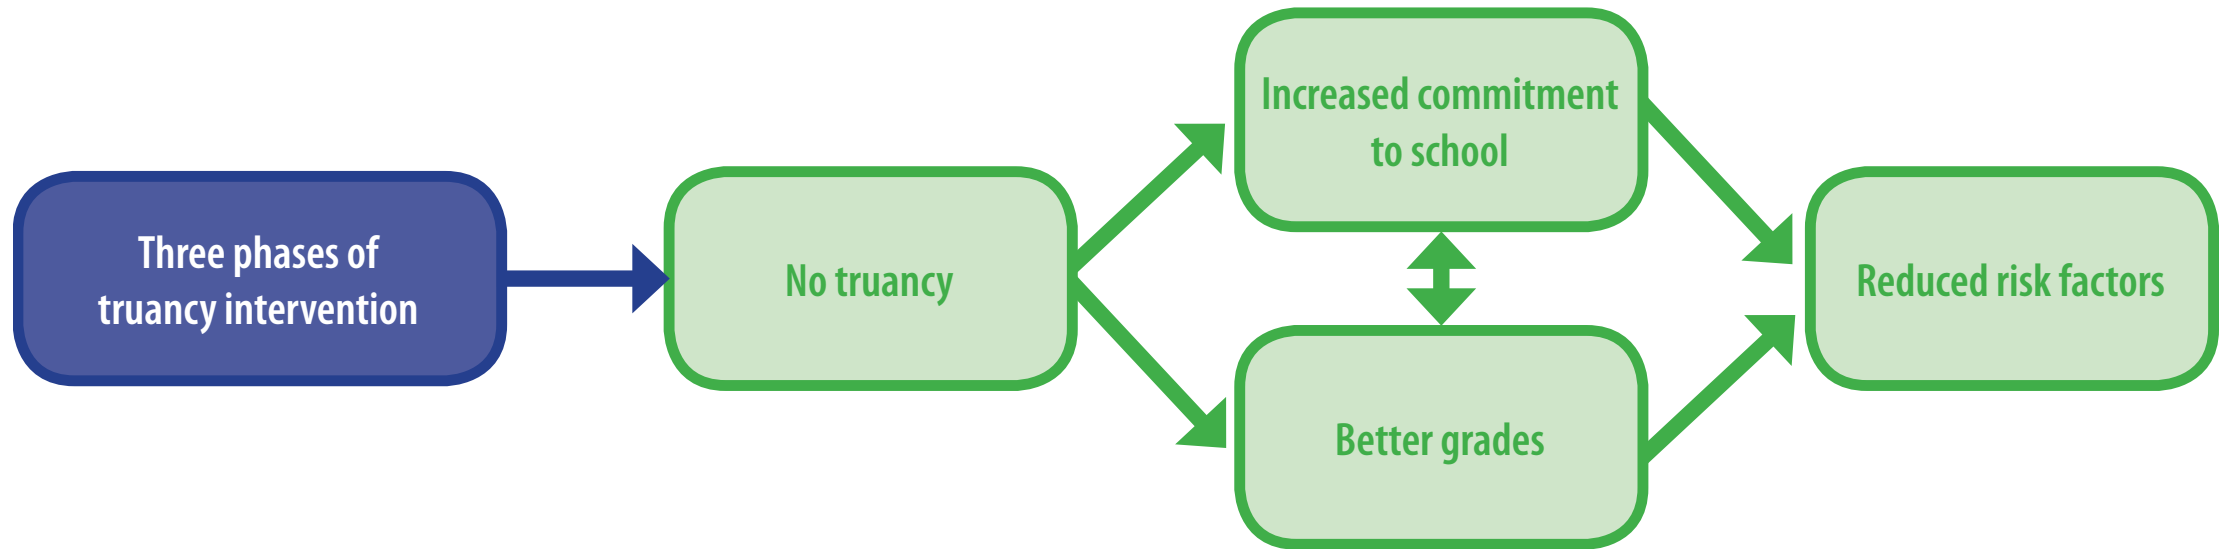 Three phases of
truancy intervention
No truancy
Increased commitment
to school
Better grades
Reduced risk factors